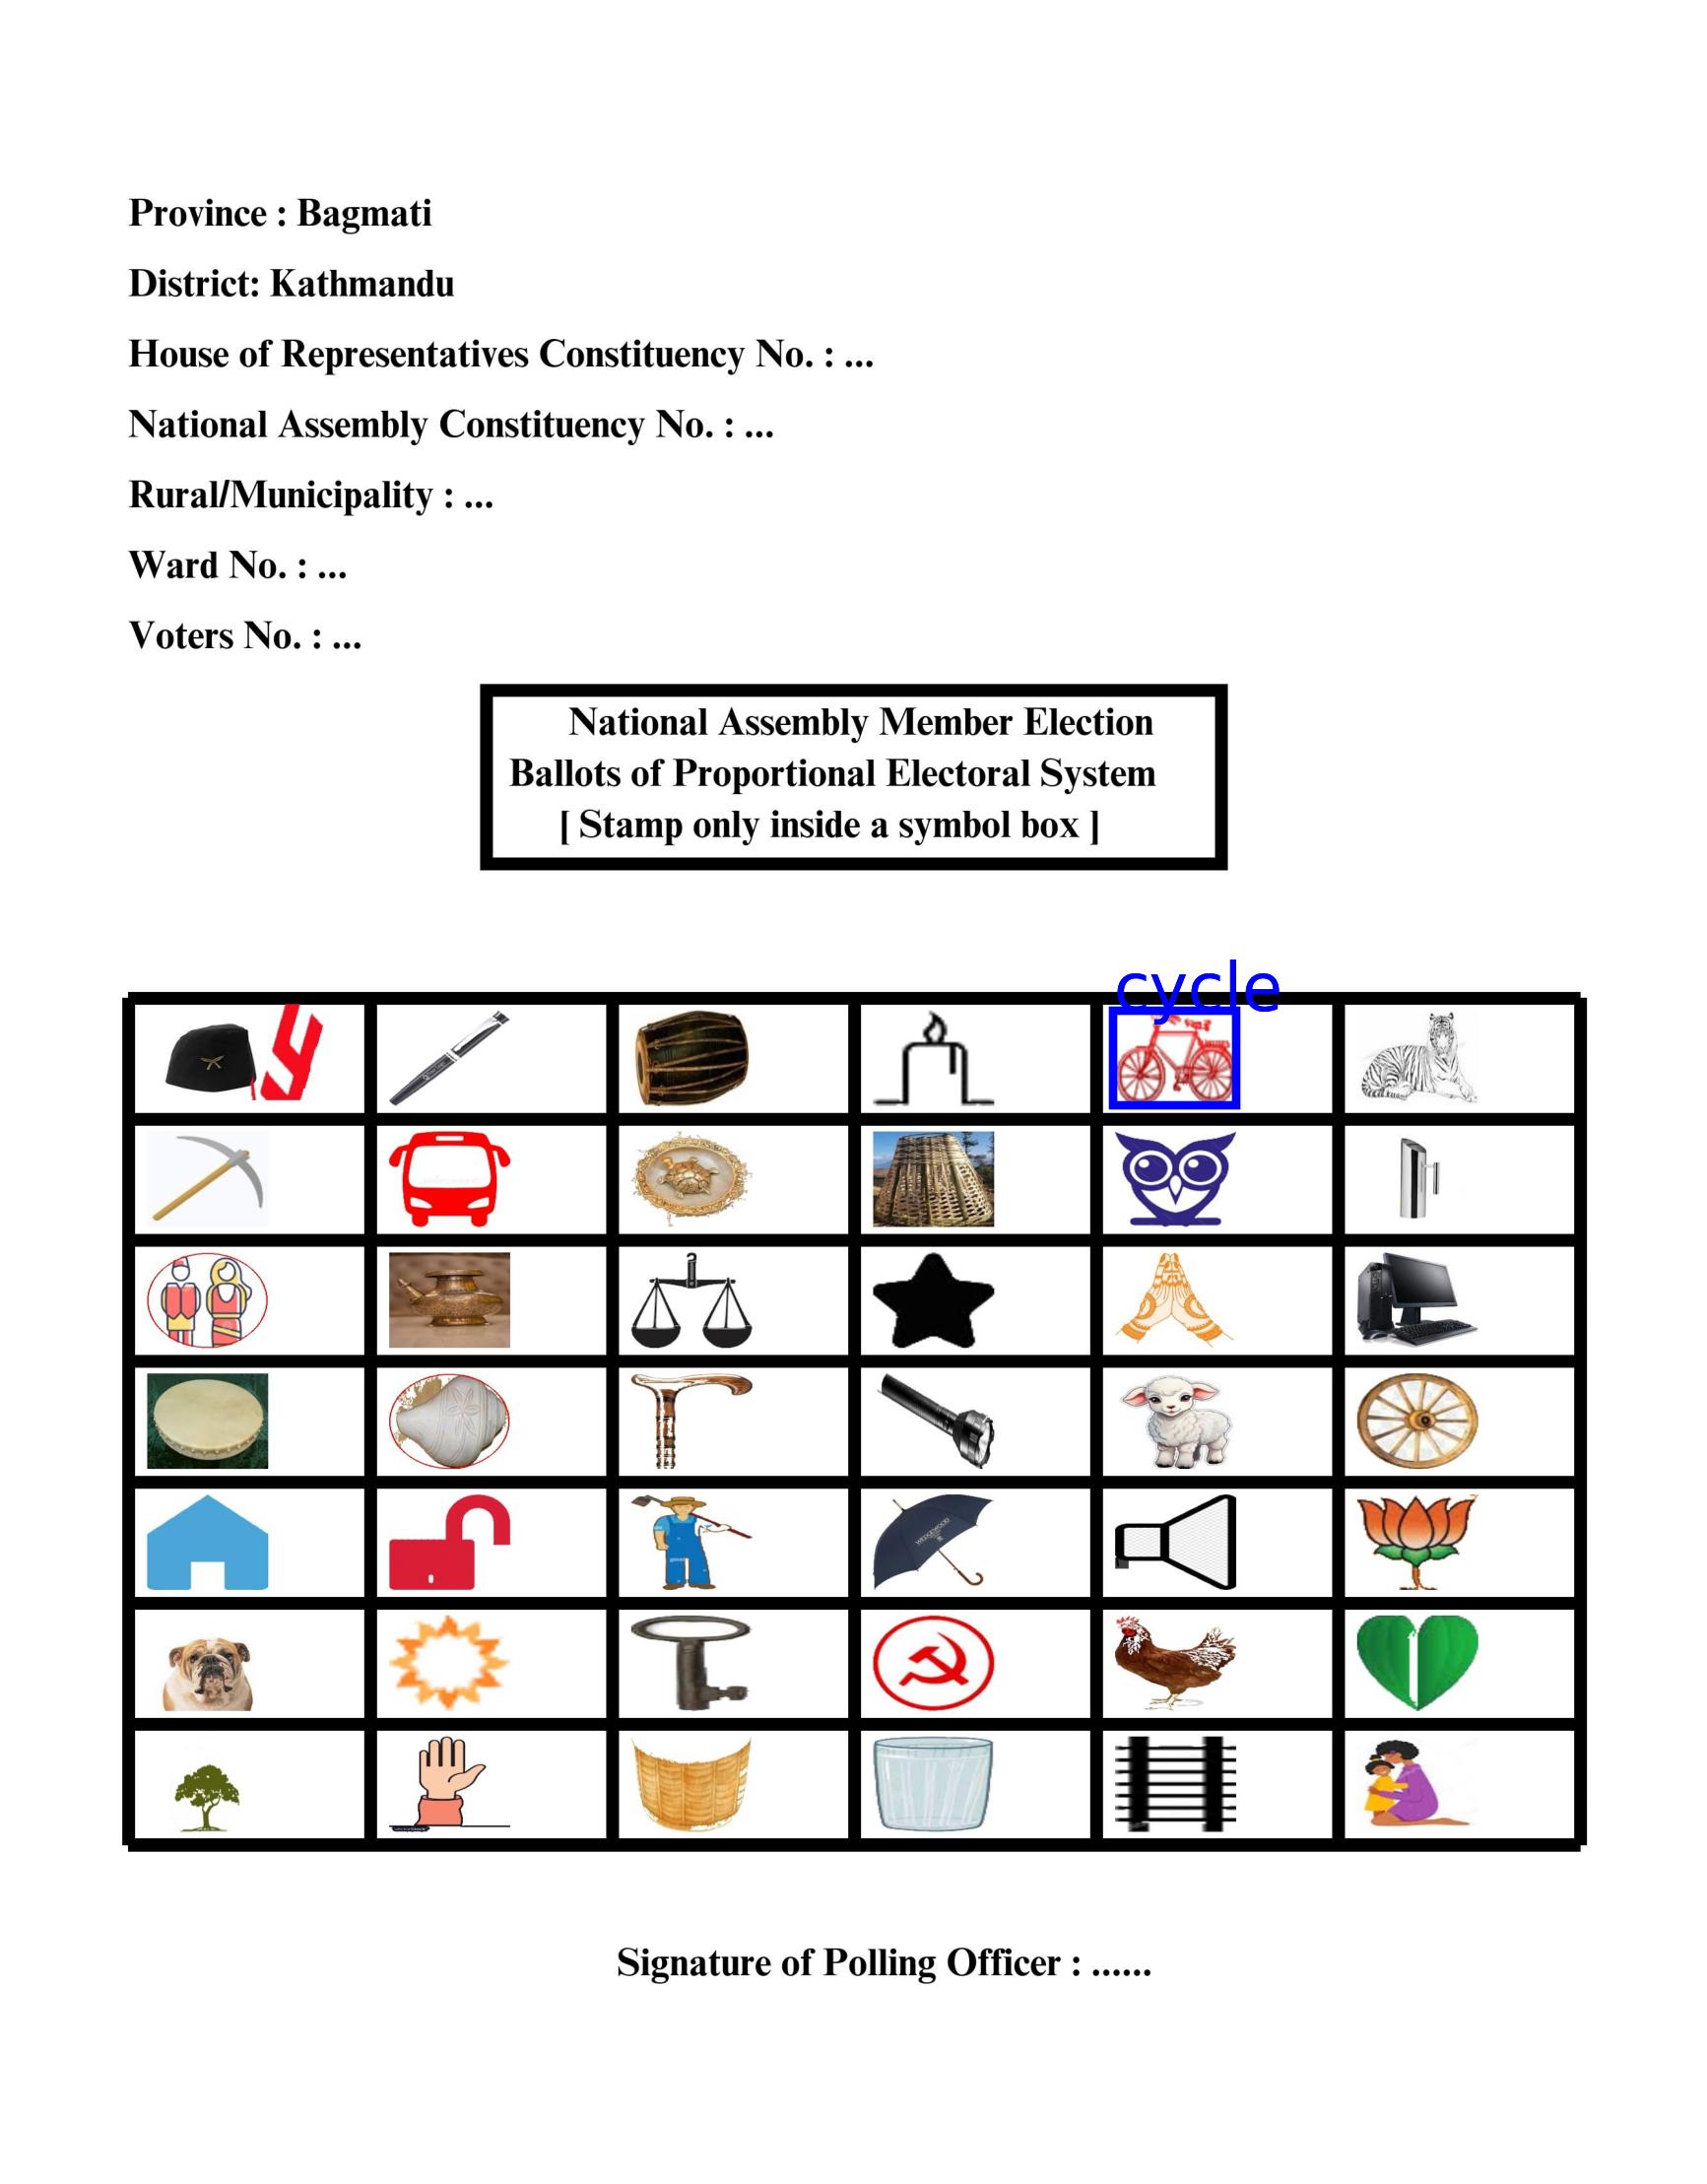 Province : Bagmati
District: Kathmandu
House of Representatives Constituency No. : ...
National Assembly Constituency No. : ...
Rural/Municipality : ...
Ward No. : ...
Voters No. : ...
National Assembly Member Election
Ballots of Proportional Electoral System
[ Stamp only inside a symbol box ]
cycle
Signature of Polling Officer : ......